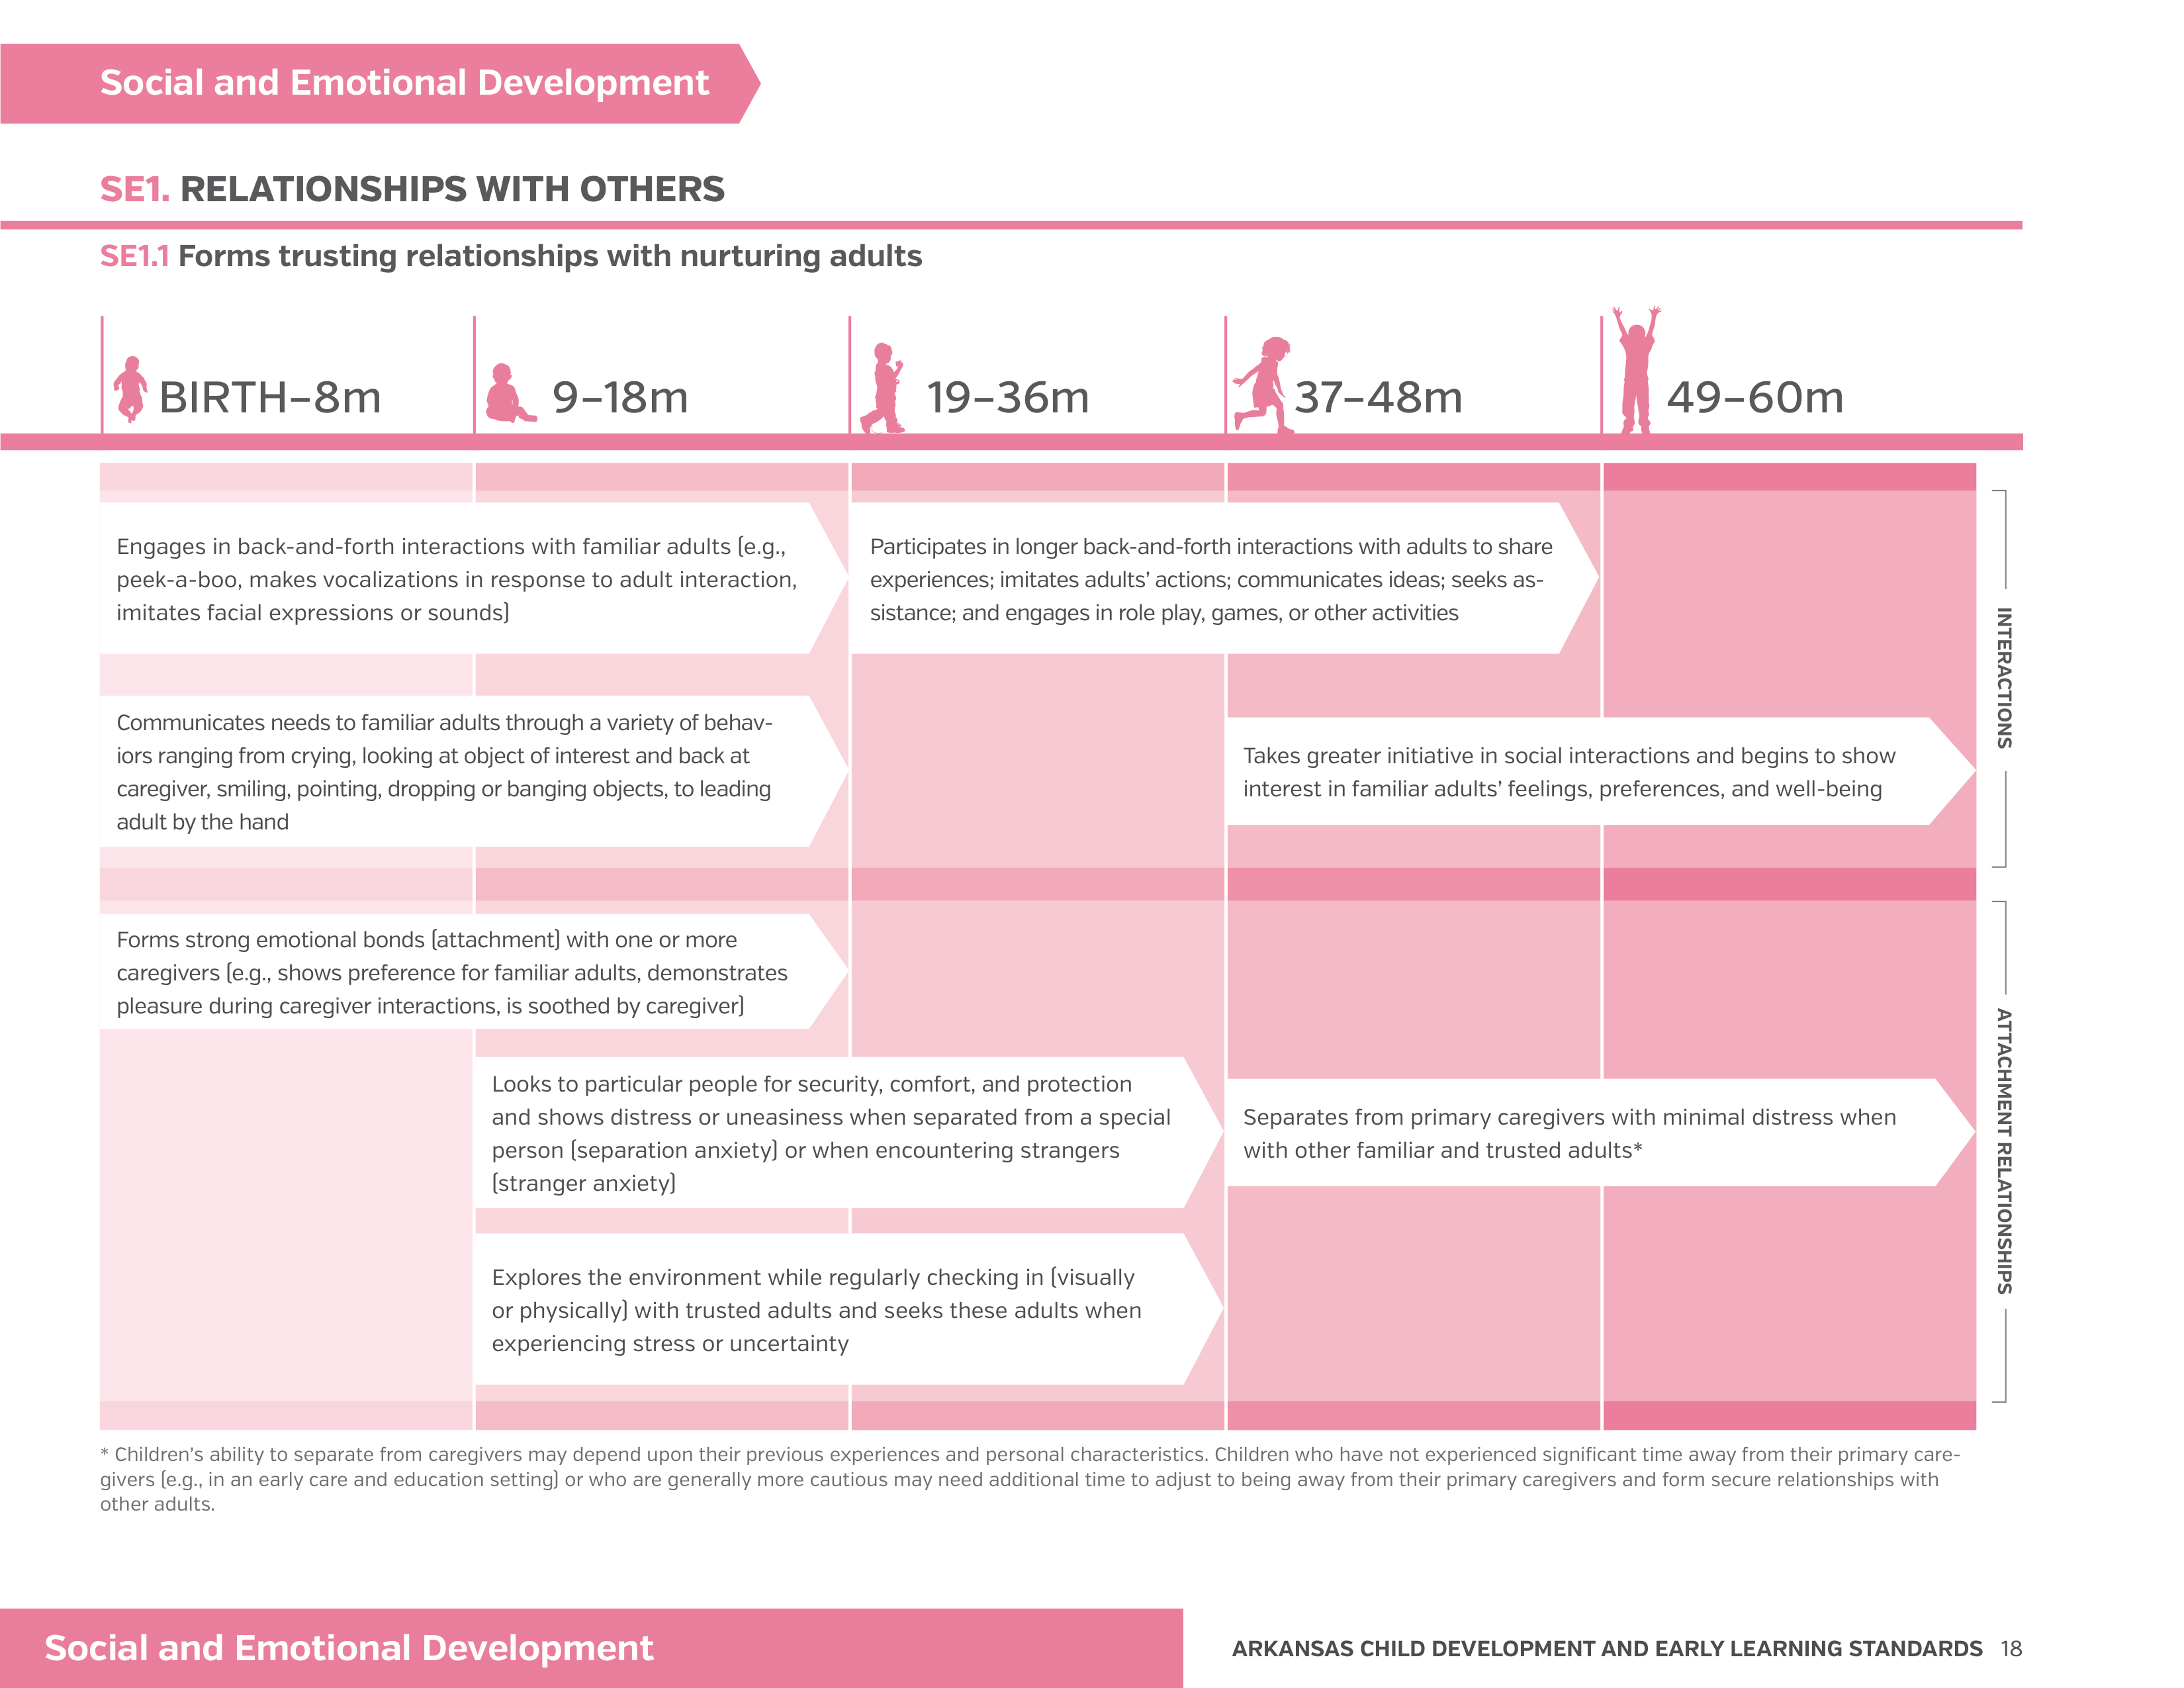 Social and Emotional Development
SE1. RELATIONSHIPS WITH OTHERS
SE1.1 Forms trusting relationships with nurturing adults
BIRTH–8m
9–18m
19–36m
37–48m
49–60m
Engages in back-and-forth interactions with familiar adults (e.g.,
peek-a-boo, makes vocalizations in response to adult interaction,
imitates facial expressions or sounds)
Participates in longer back-and-forth interactions with adults to share
experiences; imitates adults’ actions; communicates ideas; seeks as-
sistance; and engages in role play, games, or other activities
Communicates needs to familiar adults through a variety of behav-
iors ranging from crying, looking at object of interest and back at
caregiver, smiling, pointing, dropping or banging objects, to leading
adult by the hand
Takes greater initiative in social interactions and begins to show
interest in familiar adults’ feelings, preferences, and well-being
INTERACTIONS
Forms strong emotional bonds (attachment) with one or more
caregivers (e.g., shows preference for familiar adults, demonstrates
pleasure during caregiver interactions, is soothed by caregiver)
Looks to particular people for security, comfort, and protection
and shows distress or uneasiness when separated from a special
person (separation anxiety) or when encountering strangers
(stranger anxiety)
Separates from primary caregivers with minimal distress when
with other familiar and trusted adults*
Explores the environment while regularly checking in (visually
or physically) with trusted adults and seeks these adults when
experiencing stress or uncertainty
ATTACHMENT RELATIONSHIPS
* Children’s ability to separate from caregivers may depend upon their previous experiences and personal characteristics. Children who have not experienced significant time away from their primary care-
givers (e.g., in an early care and education setting) or who are generally more cautious may need additional time to adjust to being away from their primary caregivers and form secure relationships with
other adults.
Social and Emotional Development
ARKANSAS CHILD DEVELOPMENT AND EARLY LEARNING STANDARDS 18